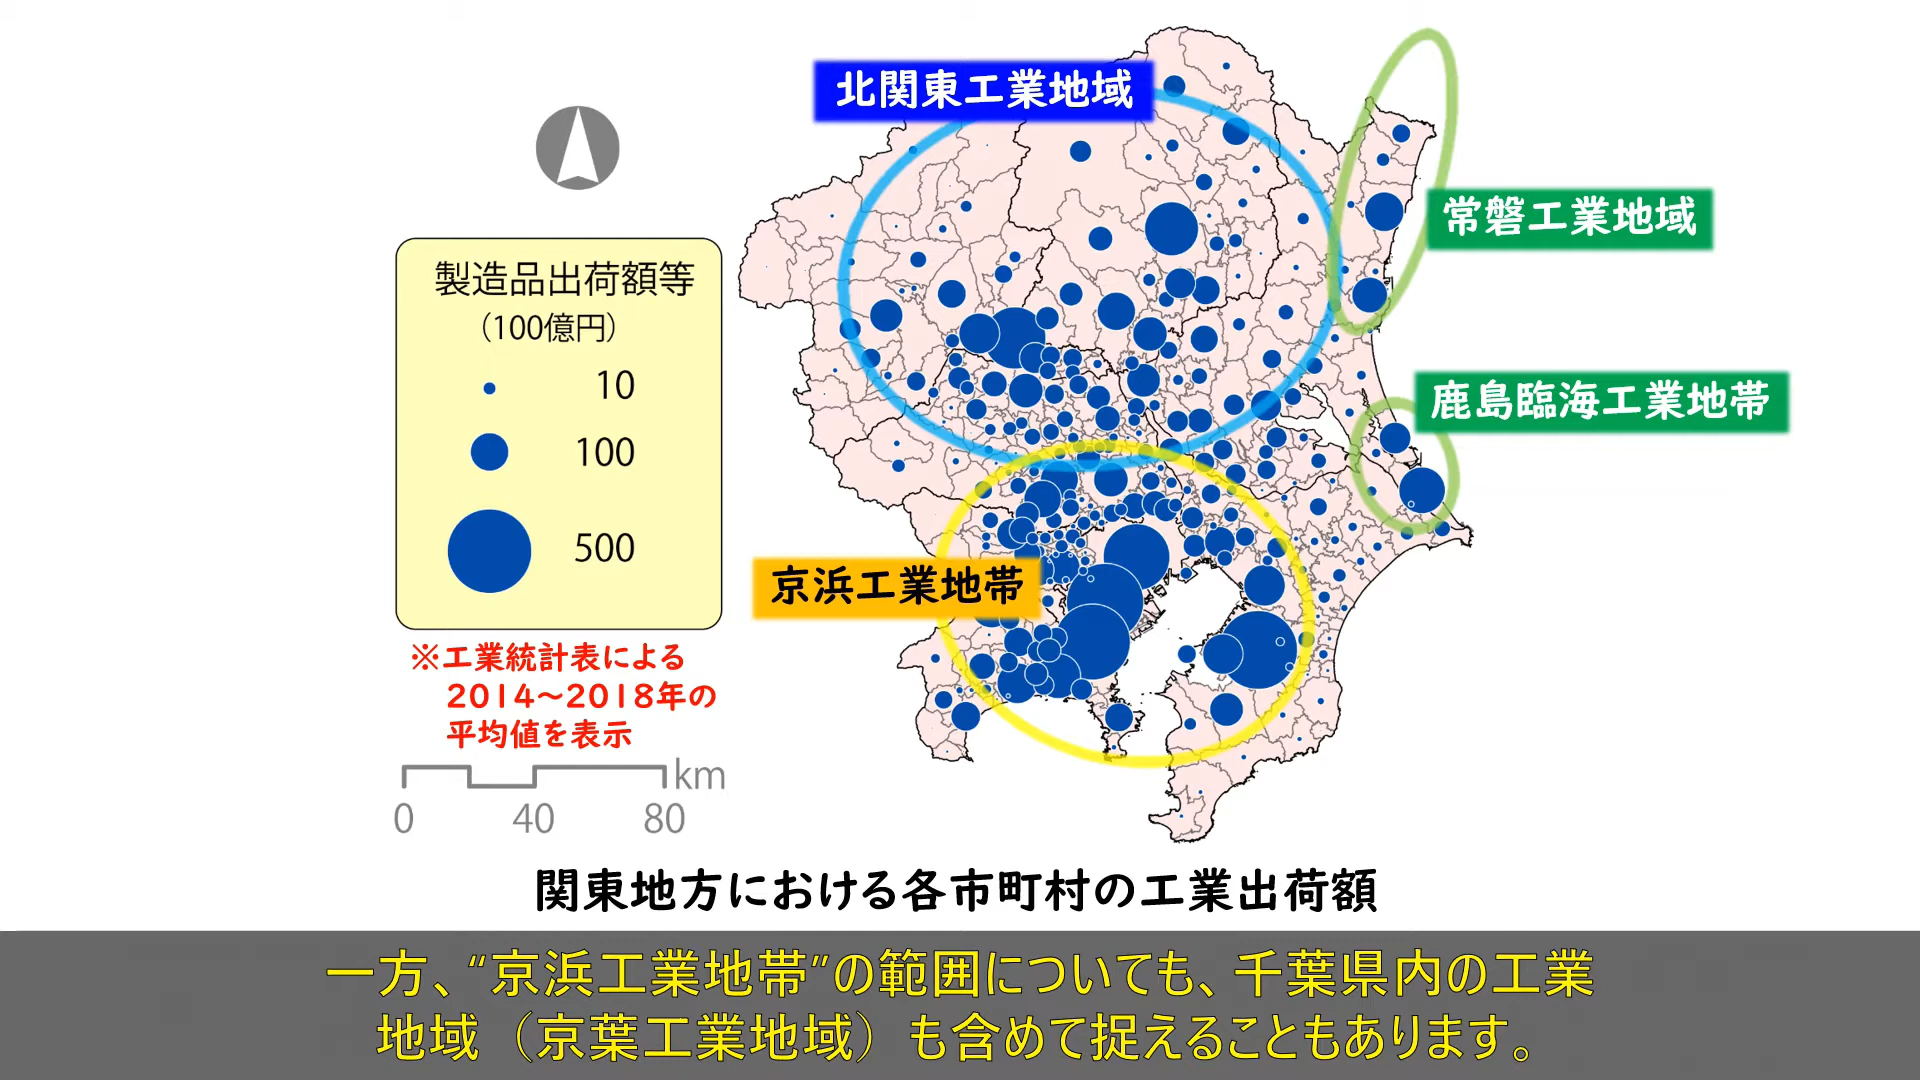 北関東工業地域
常磐工業地域
鹿島臨海工業地帯
京浜工業地帯
製造品出荷額等
（100億円）
10
100
500
※工業統計表による
2014～2018年の
平均値を表示
km
0 40 80
関東地方における各市町村の工業出荷額
一方、“京浜工業地帯”の範囲についても、千葉県内の工業
地域（京葉工業地域）も含めて捉えることもあります。